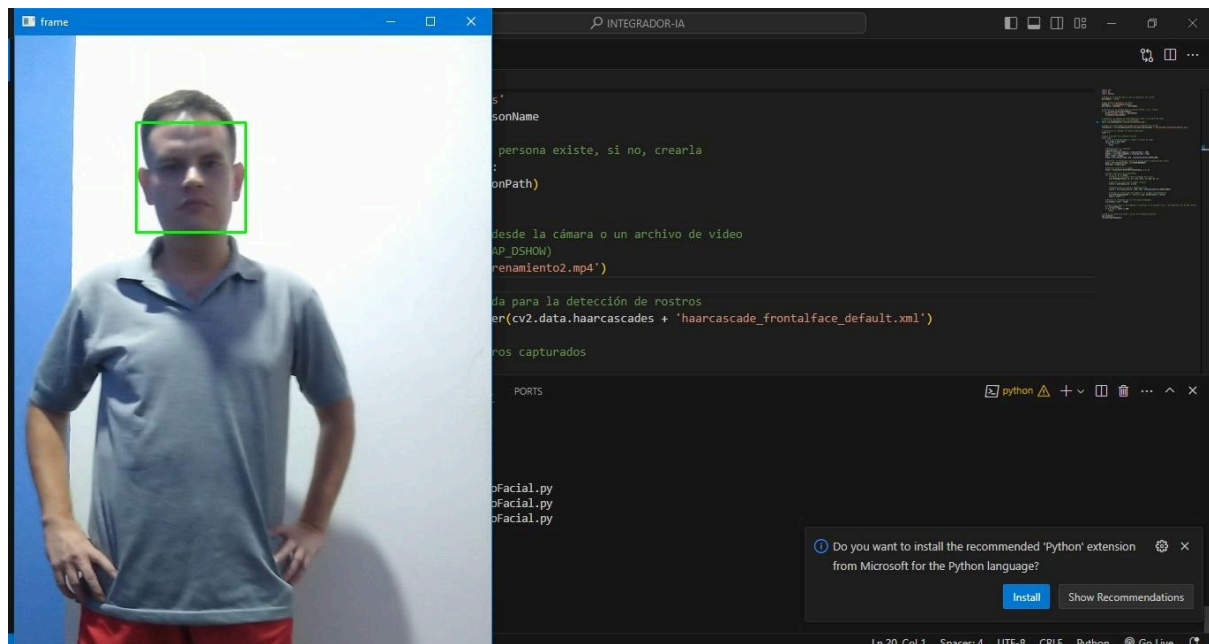 frame
INTEGRADOR-IA
s'
sonName
persona existe, si no, crearla
:
onPath)
desde la cámara o un archivo de video
AP_DSHOW)
renamiento2.mp4')
da para la detección de rostros
er(cv2.data.haarcascades + 'haarcascade_frontalface_default.xml')
ros capturados
PORTS
python
oFacial.py
oFacial.py
oFacial.py
Do you want to install the recommended 'Python' extension
from Microsoft for the Python language?
Install Show Recommendations
Ln 20, Col 1 Spaces: 4 UTF-8 CRLF Python Go Live